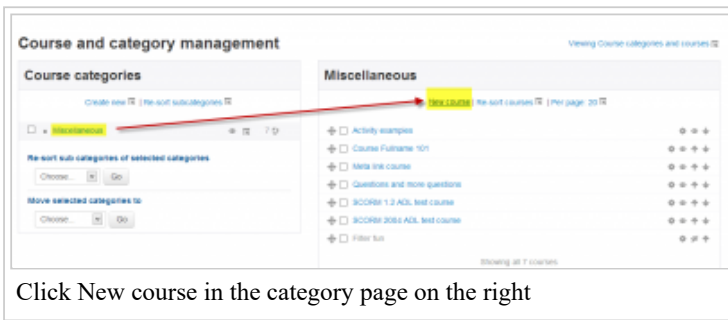 Course and category management
Viewing Course categories and courses
Course categories
Create new | Re-sort subcategories
Miscellaneous 7
Re-sort sub categories of selected categories
Choose... Go
Move selected categories to
Choose... Go
Miscellaneous
New course | Re-sort courses | Per page: 20
Activity examples
Course Fullname 101
Meta link course
Questions and more questions
SCORM 1.2 ADL test course
SCORM 2004 ADL test course
Filter fun
Showing all 7 courses
Click New course in the category page on the right